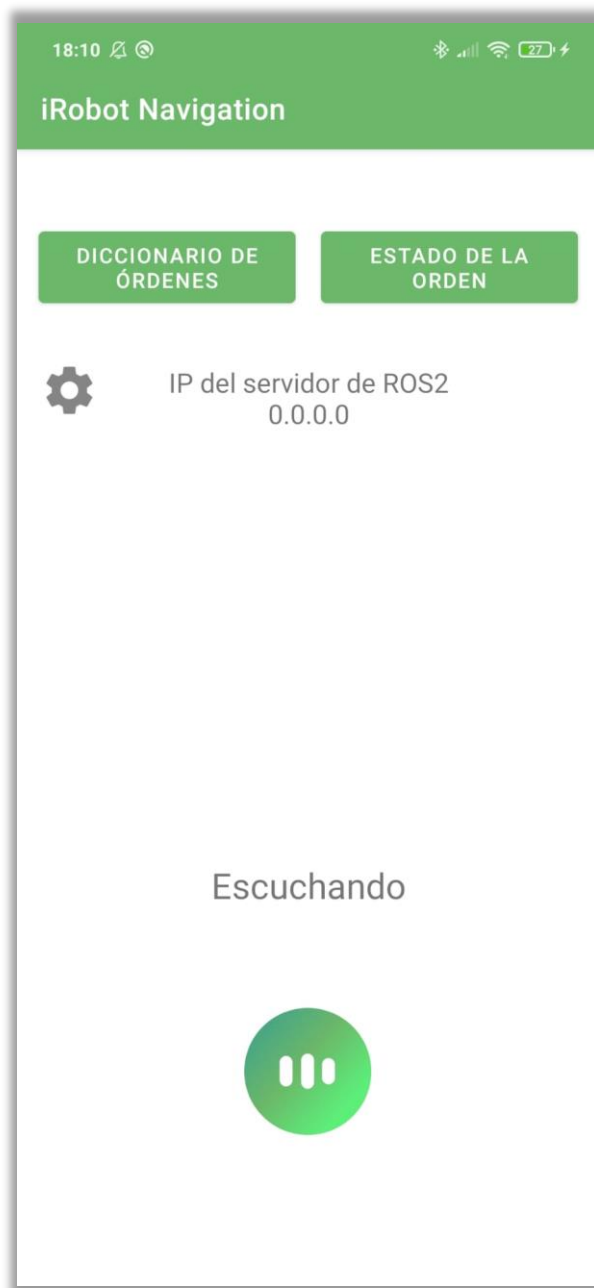 18:10
27
iRobot Navigation
DICCIONARIO DE
ÓRDENES
ESTADO DE LA
ORDEN
IP del servidor de ROS2
0.0.0.0
Escuchando